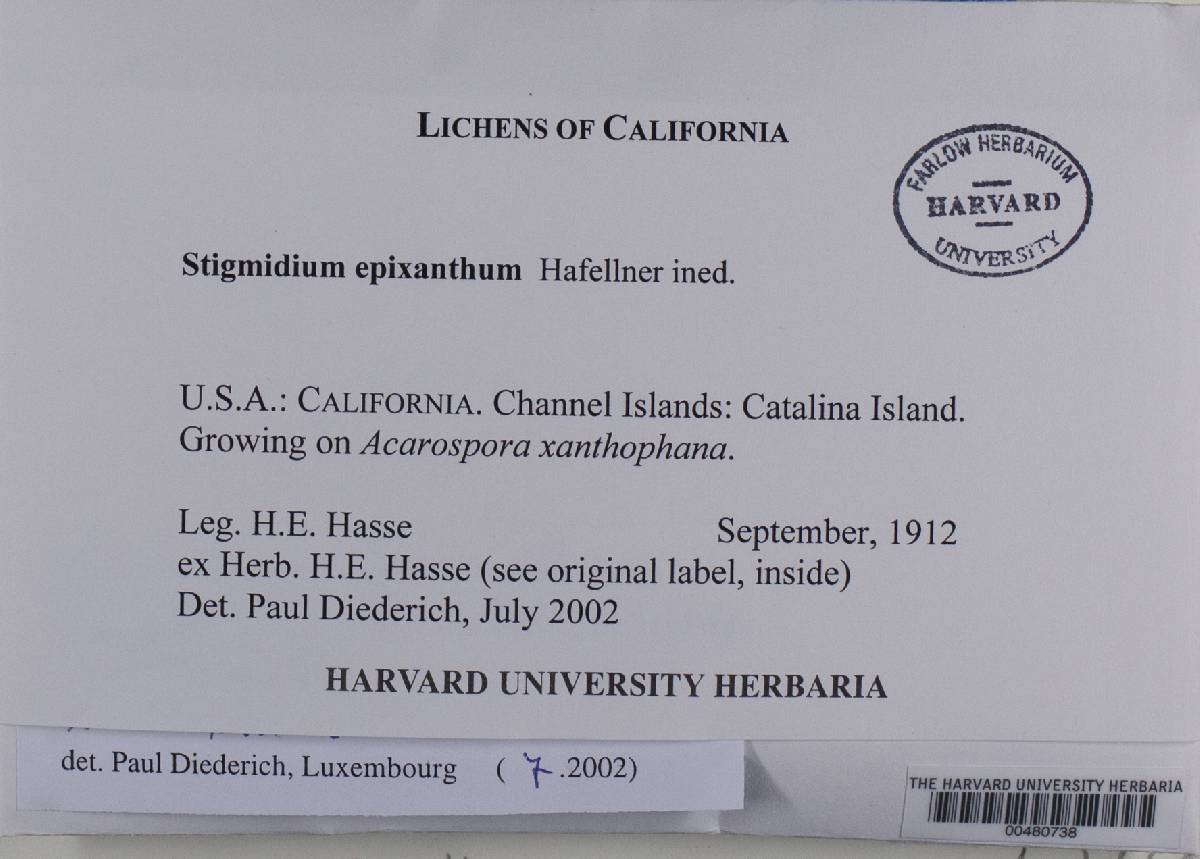 LICHENS OF CALIFORNIA
FARLOW HERBARIUM
HARVARD
UNIVERSITY
Stigmidium epixanthum Hafellner ined.
U.S.A.: CALIFORNIA. Channel Islands: Catalina Island.
Growing on Acarospora xanthophana.
Leg. H.E. Hasse September, 1912
ex Herb. H.E. Hasse (see original label, inside)
Det. Paul Diederich, July 2002
HARVARD UNIVERSITY HERBARIA
det. Paul Diederich, Luxembourg ( 7 .2002)
THE HARVARD UNIVERSITY HERBARIA
00480738